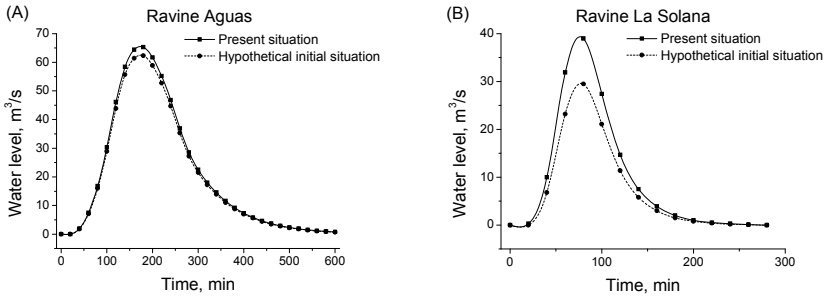 (A)
Ravine Aguas
Present situation
Hypothetical initial situation
Water level, m³/s
70
60
50
40
30
20
10
0
0 100 200 300 400 500 600
Time, min
(B)
Ravine La Solana
Present situation
Hypothetical initial situation
Water level, m³/s
40
30
20
10
0
0 100 200 300
Time, min